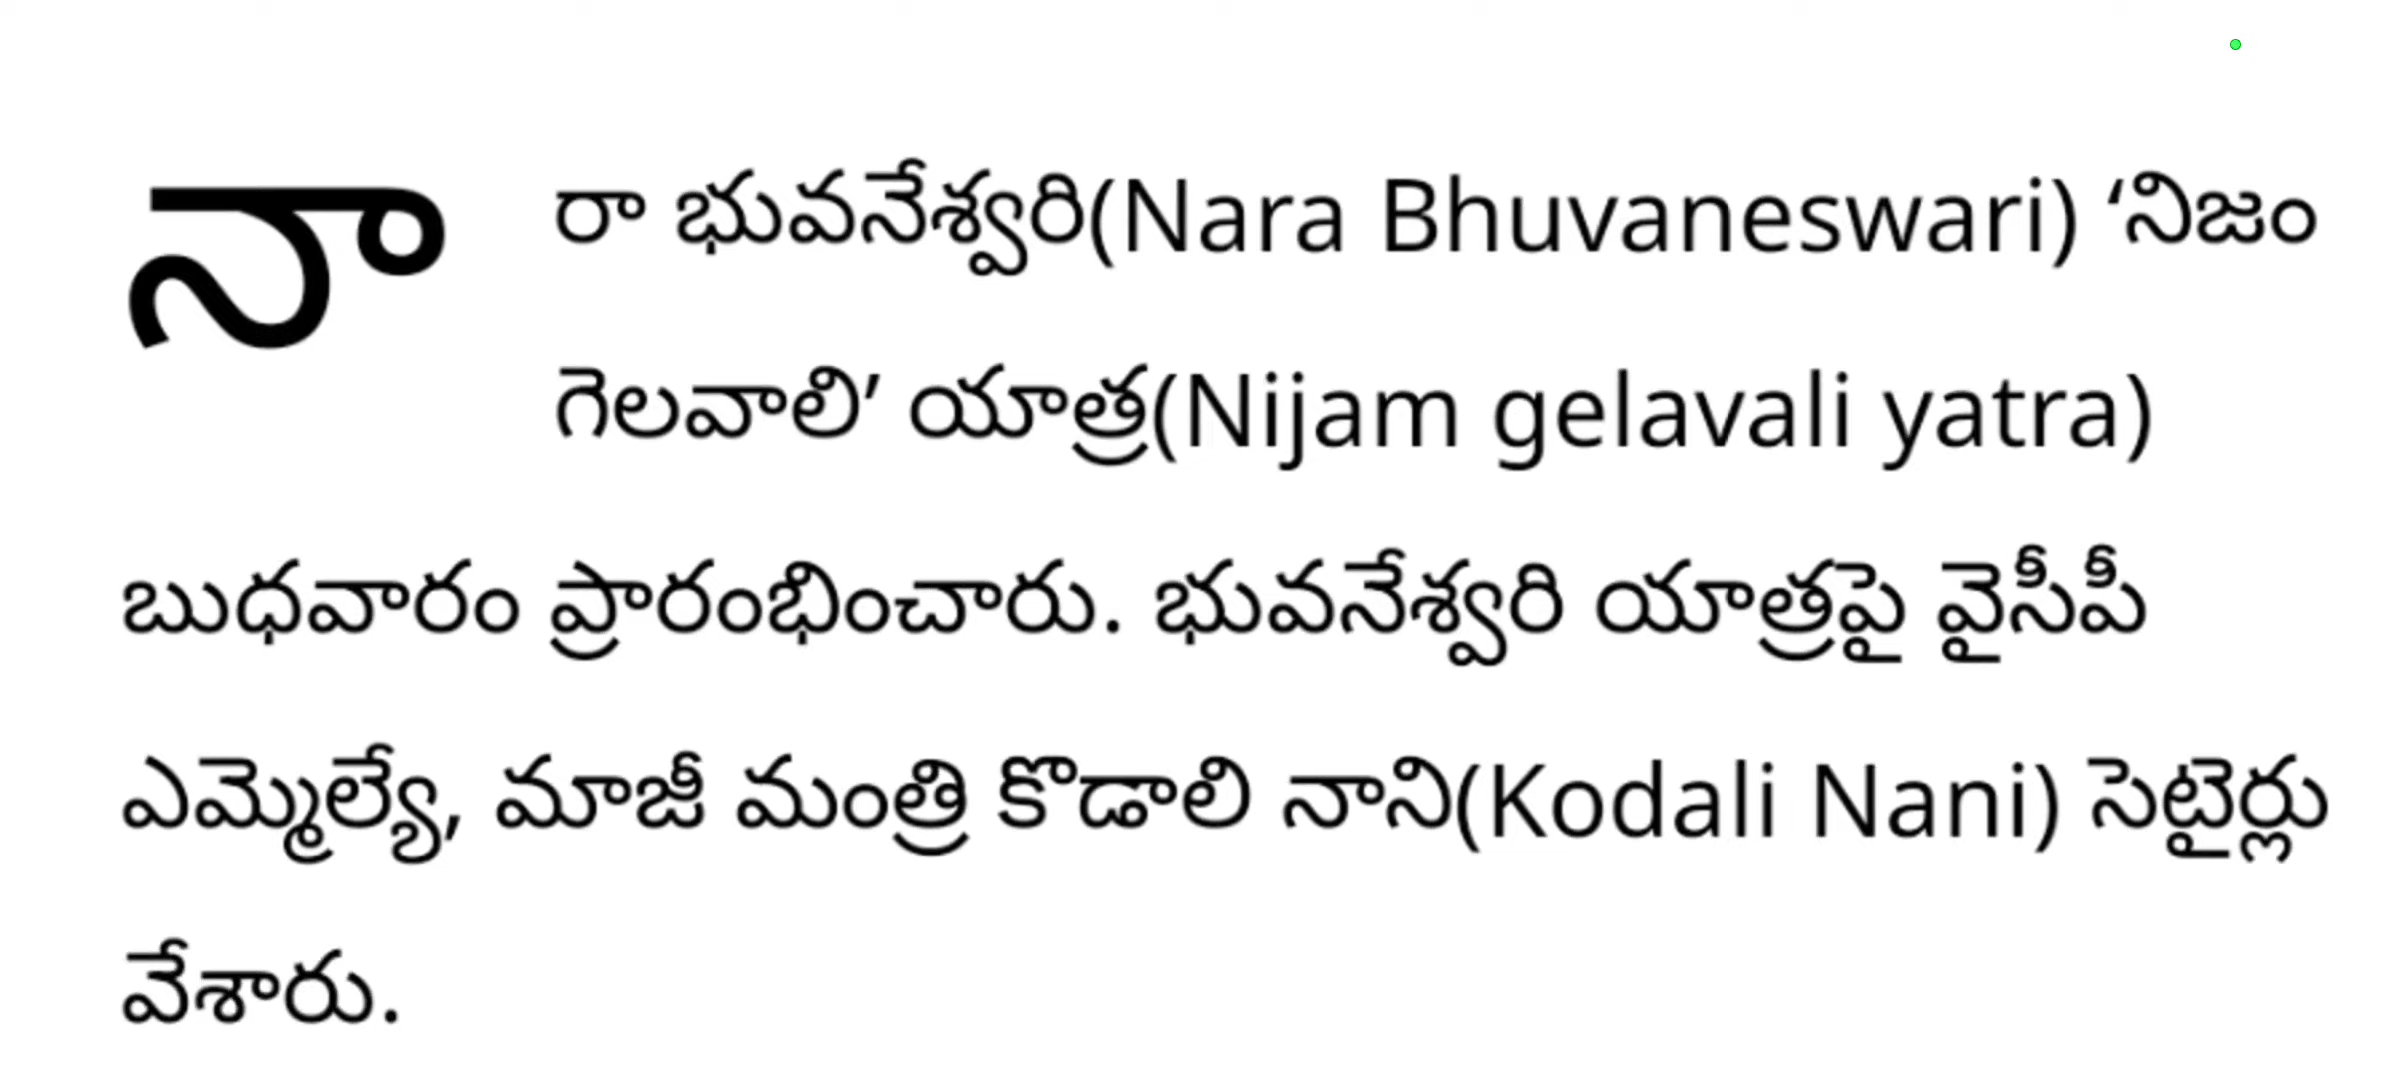 నారా భువనేశ్వరి(Nara Bhuvaneswari) ‘నిజం
గెలవాలి’ యాత్ర(Nijam gelavali yatra)
బుధవారం ప్రారంభించారు. భువనేశ్వరి యాత్రపై వైసీపీ
ఎమ్మెల్యే, మాజీ మంత్రి కొడాలి నాని(Kodali Nani) సెటైర్లు
వేశారు.